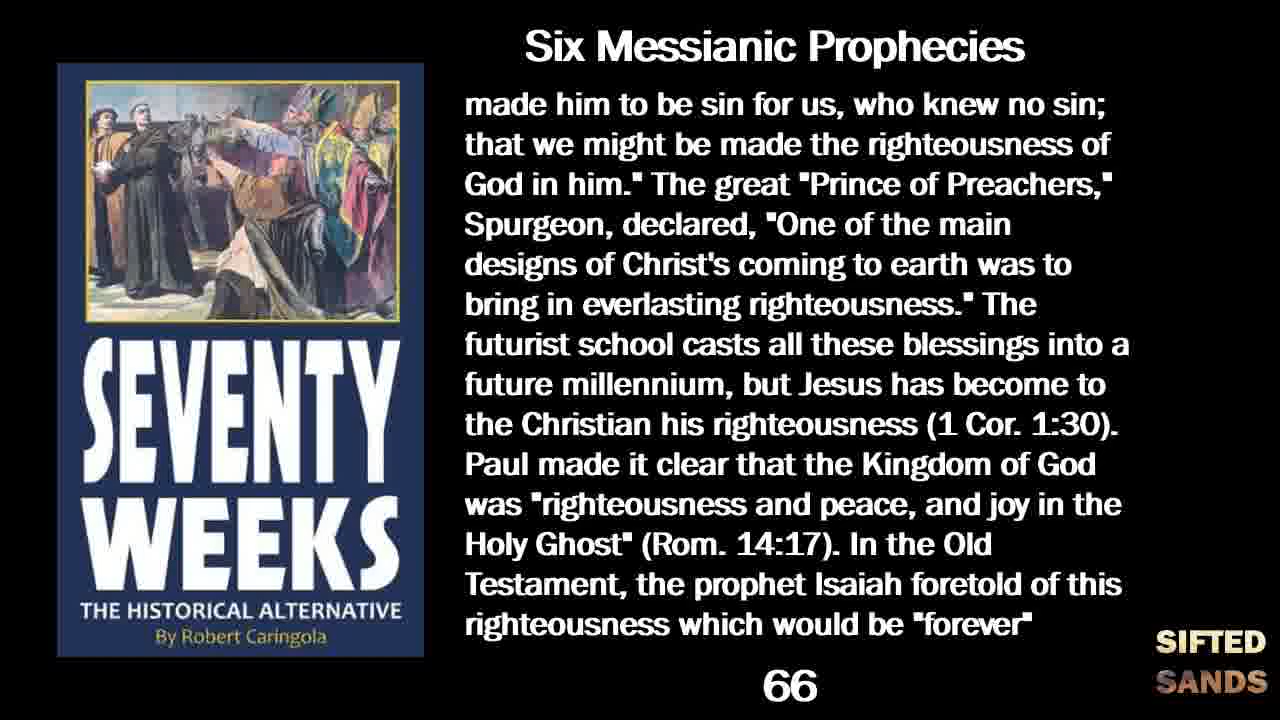 Six Messianic Prophecies
made him to be sin for us, who knew no sin;
that we might be made the righteousness of
God in him." The great "Prince of Preachers,"
Spurgeon, declared, "One of the main
designs of Christ's coming to earth was to
bring in everlasting righteousness." The
futurist school casts all these blessings into a
future millennium, but Jesus has become to
the Christian his righteousness (1 Cor. 1:30).
Paul made it clear that the Kingdom of God
was "righteousness and peace, and joy in the
Holy Ghost" (Rom. 14:17). In the Old
Testament, the prophet Isaiah foretold of this
righteousness which would be "forever"
66
SEVENTY
WEEKS
THE HISTORICAL ALTERNATIVE
By Robert Caringola
SIFTED
SANDS